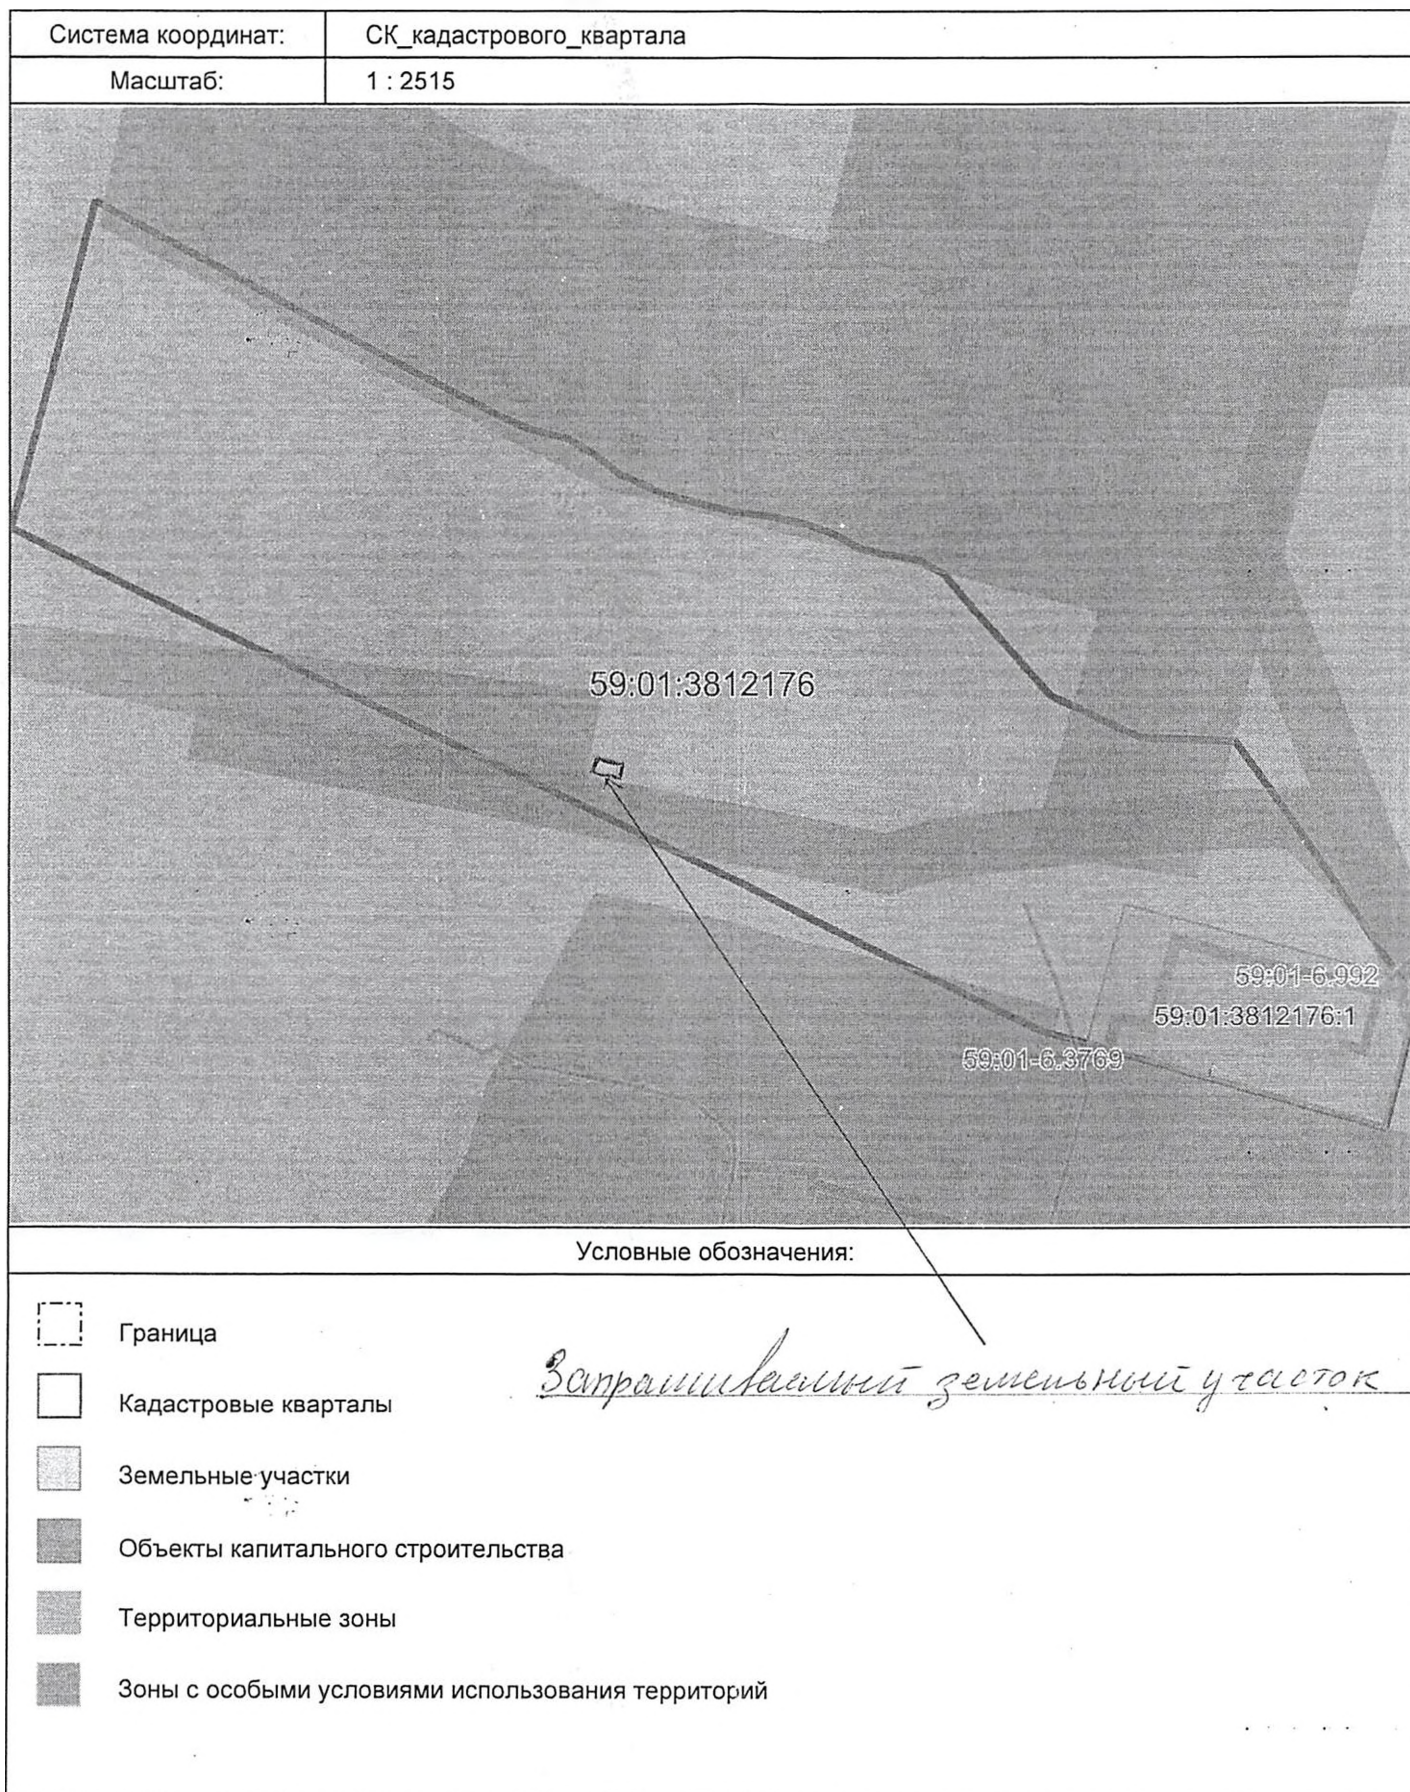 Система координат: СК_кадастрового_квартала
Масштаб: 1 : 2515
59:01:3812176
59:01-6.992
59:01:3812176:1
59:01-6.3769
Условные обозначения:
Граница
Запрашиваемый земельный участок
Кадастровые кварталы
Земельные участки
Объекты капитального строительства
Территориальные зоны
Зоны с особыми условиями использования территорий